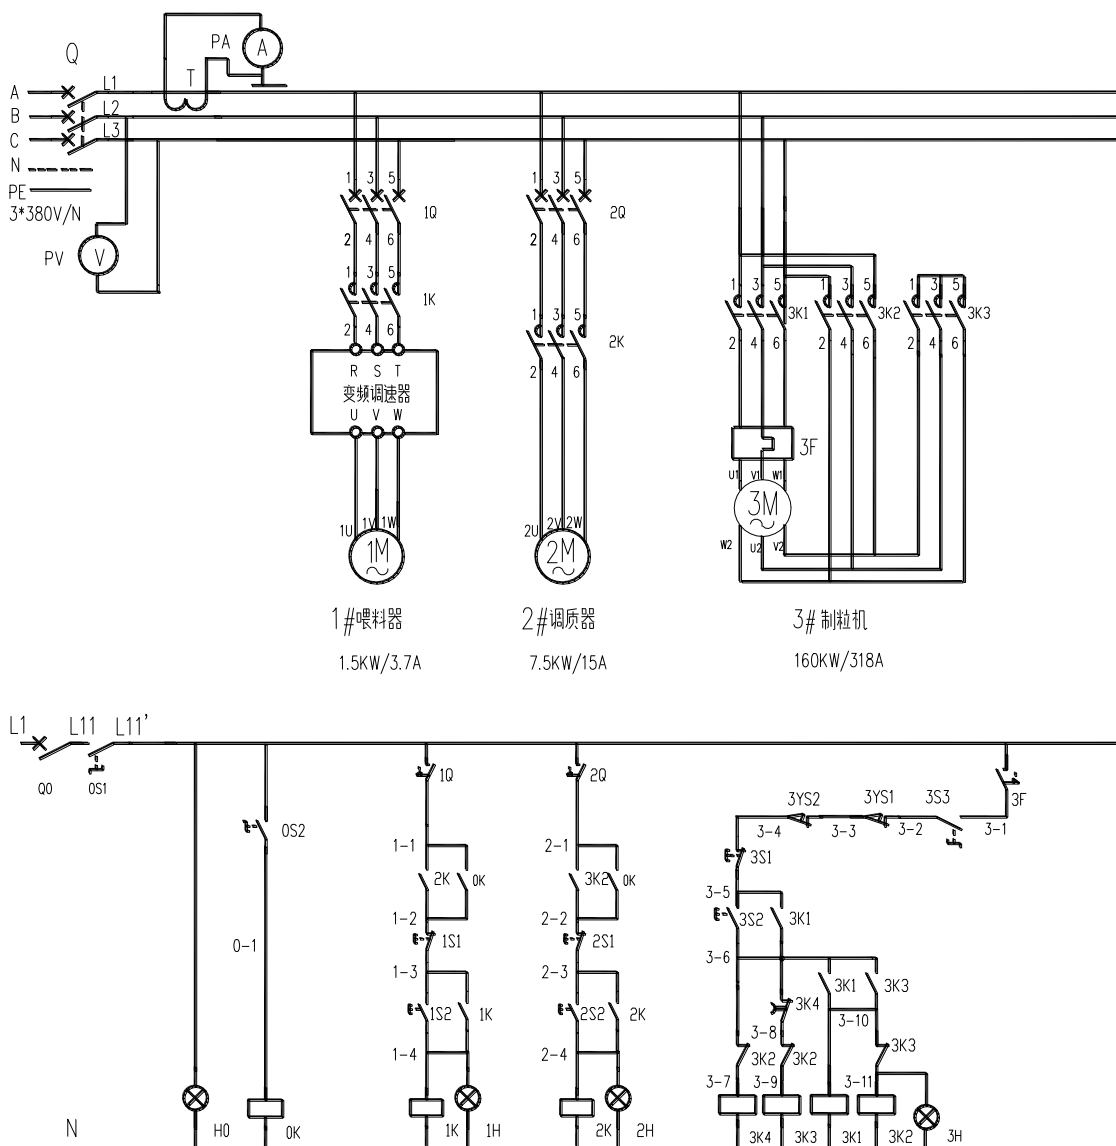 Q
PA
A
T
A
L1
B
L2
C
L3
N
PE
3*380V/N
PV
V
1 3 5
1Q
2 4 6
1 3 5
1K
2 4 6
R S T
变频调速器
U V W
1U 1V 1W
1M
~
1#喂料器
1.5KW/3.7A
1 3 5
2Q
2 4 6
1 3 5
2K
2 4 6
2U 2V 2W
2M
~
2#调质器
7.5KW/15A
1 3 5
3K1
2 4 6
1 3 5
3K2
2 4 6
1 3 5
3K3
2 4 6
3F
U1 V1 W1
3M
~
W2 U2 V2
3#制粒机
160KW/318A
L1
L11
L11'
Q0
0S1
0S2
0-1
H0
0K
N
1Q
1-1
2K
0K
1-2
1S1
1-3
1S2
1K
1-4
1K
1H
2Q
2-1
3K2
0K
2-2
2S1
2-3
2S2
2K
2-4
2K
2H
3F
3YS2
3YS1
3S3
3-4
3-3
3-2
3-1
3S1
3-5
3S2
3K1
3-6
3K1
3K3
3K4
3-10
3-8
3K2
3K2
3K3
3-7
3-9
3-11
3K4
3K3
3K1
3K2
3H